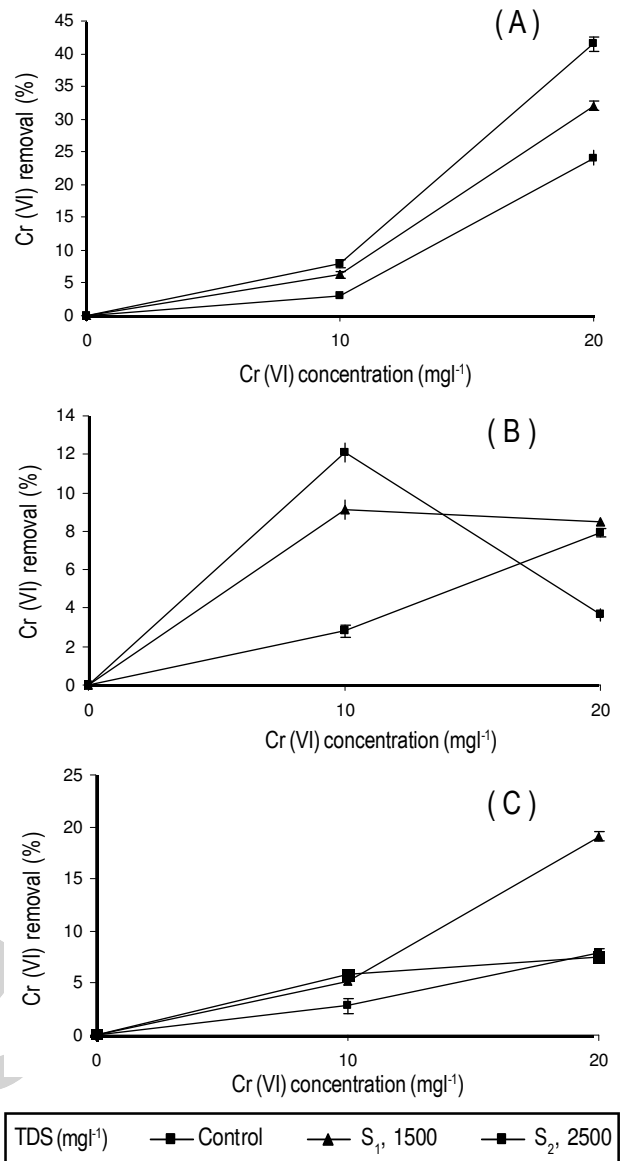 ( A )
Cr (VI) removal (%)
45
40
35
30
25
20
15
10
5
0
0 10 20
Cr (VI) concentration (mgl⁻¹)
( B )
Cr (VI) removal (%)
14
12
10
8
6
4
2
0
0 10 20
Cr (VI) concentration (mgl⁻¹)
( C )
Cr (VI) removal (%)
25
20
15
10
5
0
0 10 20
Cr (VI) concentration (mgl⁻¹)
TDS (mgl⁻¹) Control S₁, 1500 S₂, 2500